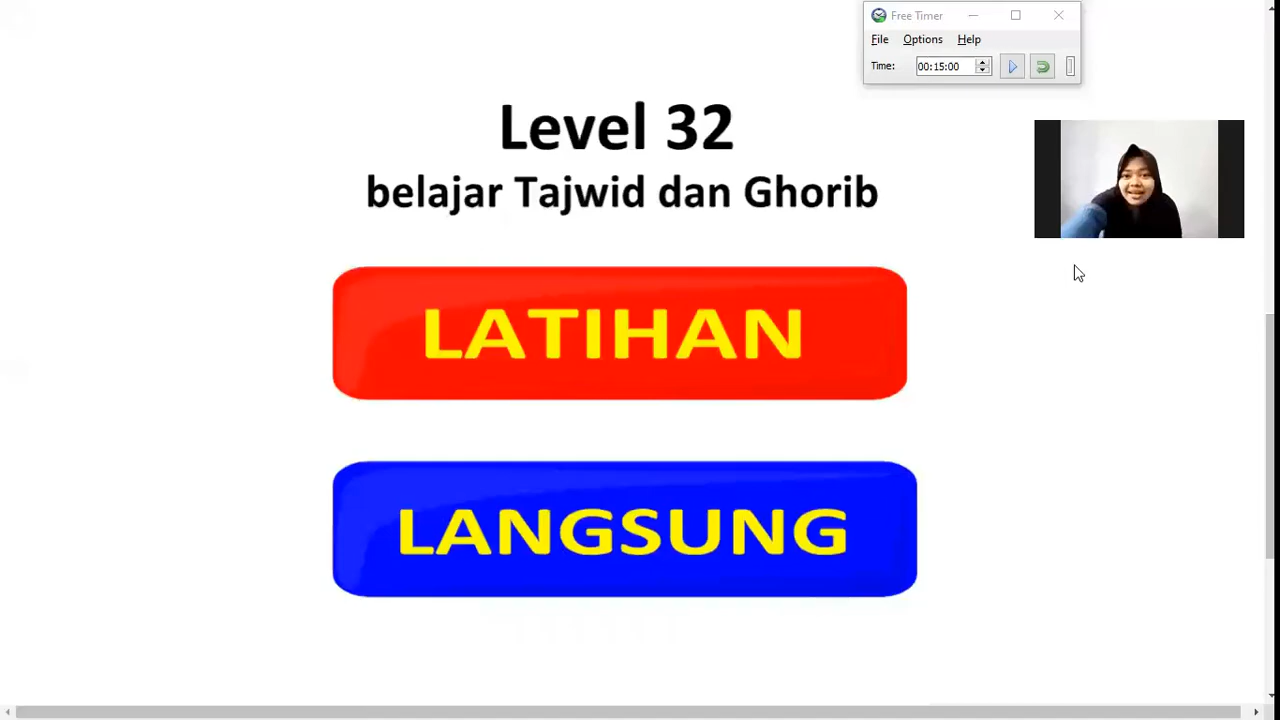 Free Timer
File Options Help
Time: 00:15:00
Level 32
belajar Tajwid dan Ghorib
LATIHAN
LANGSUNG